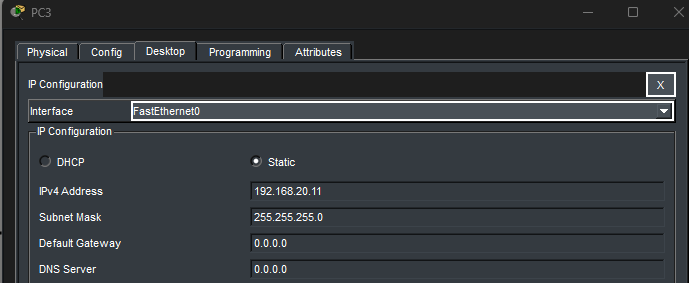 PC3
Physical Config Desktop Programming Attributes
IP Configuration X
Interface FastEthernet0
IP Configuration
DHCP Static
IPv4 Address 192.168.20.11
Subnet Mask 255.255.255.0
Default Gateway 0.0.0.0
DNS Server 0.0.0.0